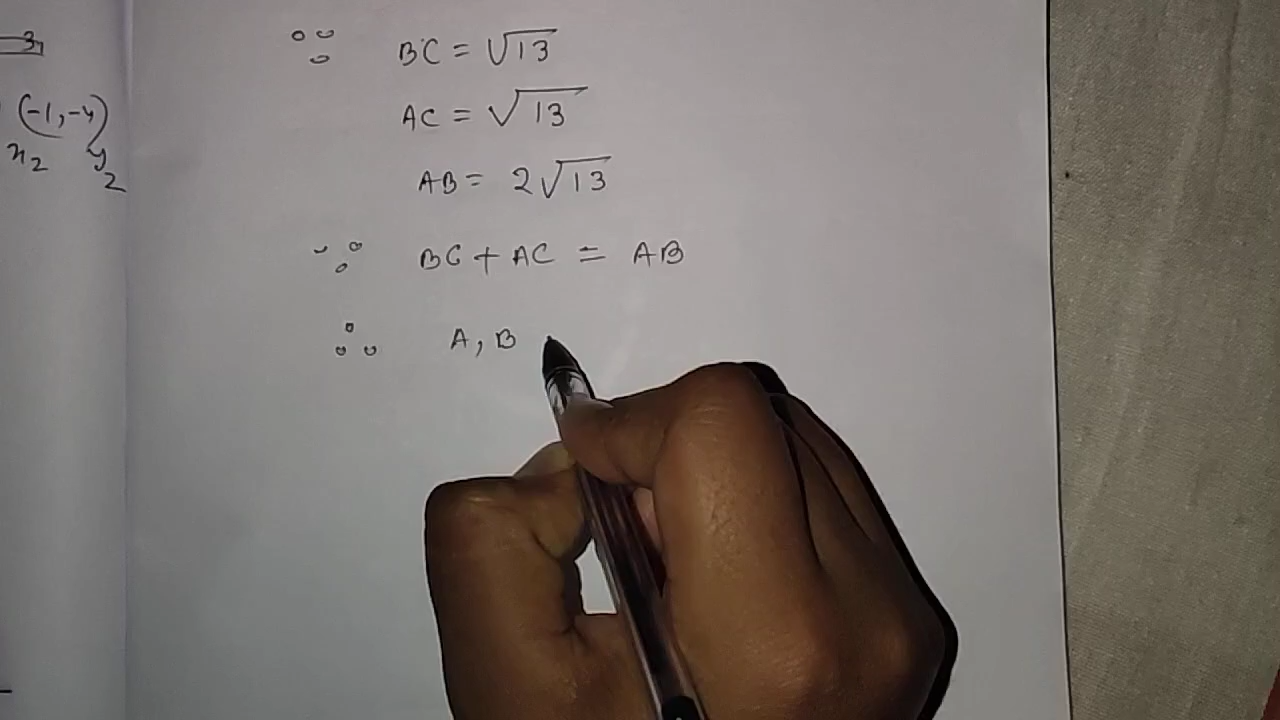 3
(-1, -4)
x2 y2
∵ BC = √13
AC = √13
AB = 2√13
∵ BC + AC = AB
∴ A, B